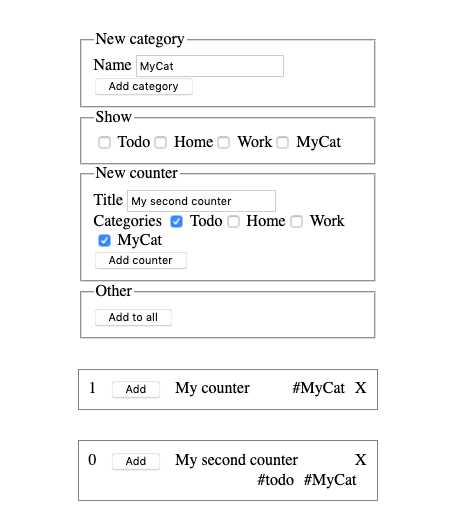 New category
Name MyCat
Add category
Show
Todo Home Work MyCat
New counter
Title My second counter
Categories Todo Home Work
MyCat
Add counter
Other
Add to all
1 Add My counter #MyCat X
0 Add My second counter X
#todo #MyCat